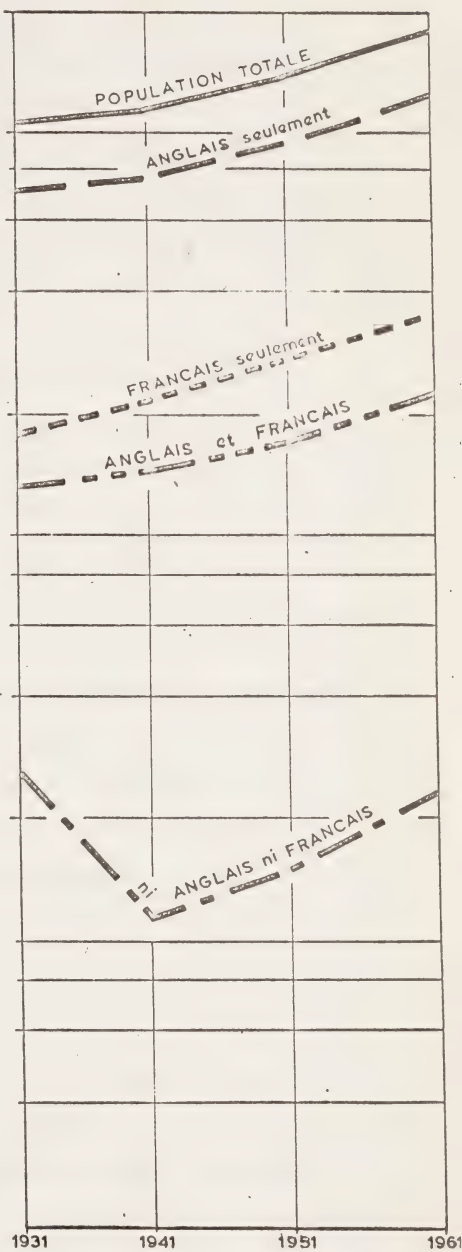 POPULATION TOTALE
ANGLAIS seulement
FRANCAIS seulement
ANGLAIS et FRANCAIS
ni ANGLAIS ni FRANCAIS
1931 1941 1951 1961